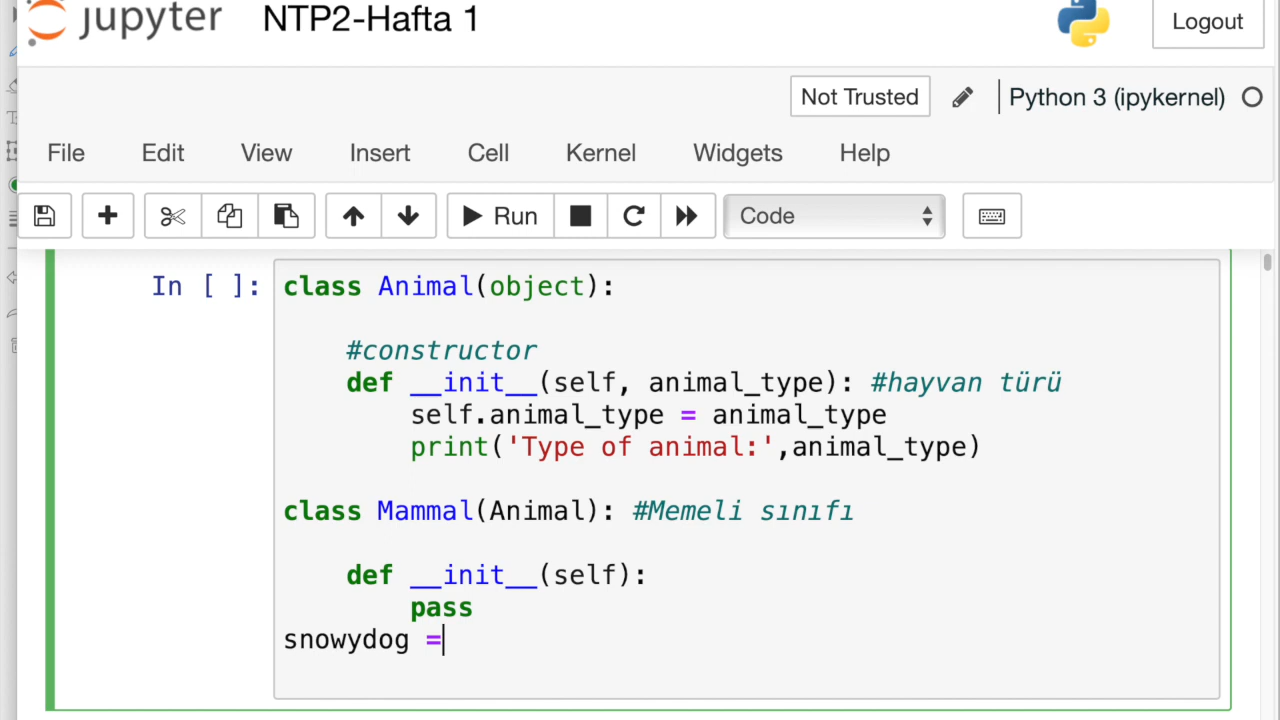 jupyter NTP2-Hafta 1 Logout
Not Trusted Python 3 (ipykernel)
File Edit View Insert Cell Kernel Widgets Help
Run Code
In [ ]: class Animal(object):
#constructor
def __init__(self, animal_type): #hayvan türü
self.animal_type = animal_type
print('Type of animal:',animal_type)
class Mammal(Animal): #Memeli sınıfı
def __init__(self):
pass
snowydog =